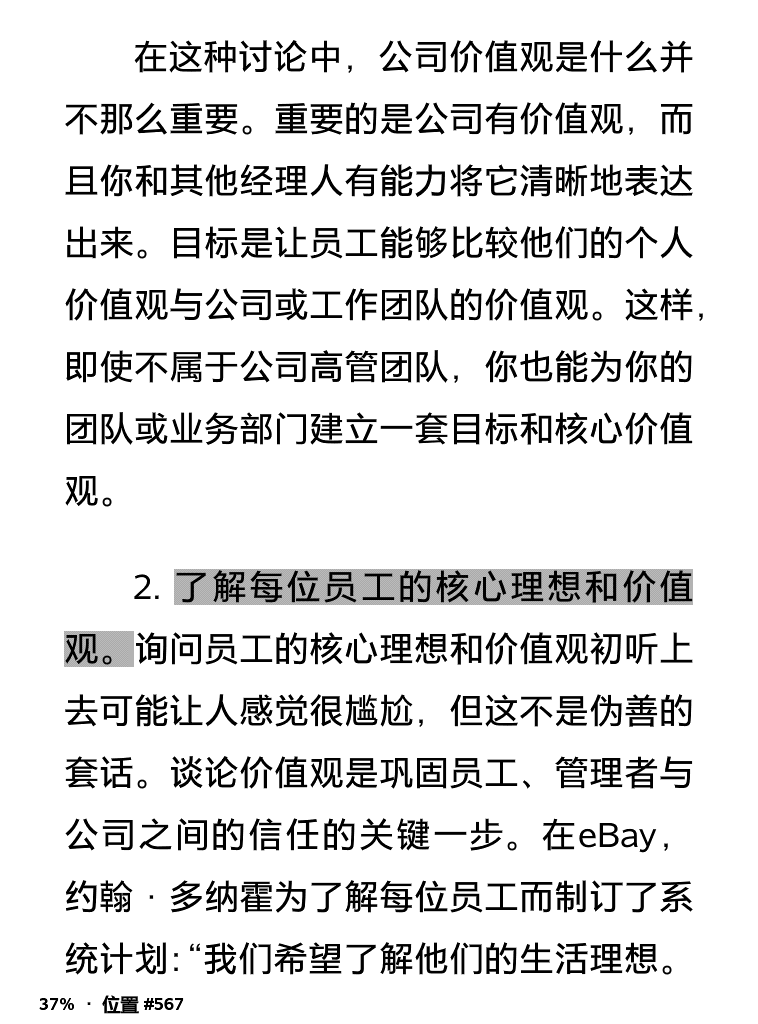 在这种讨论中，公司价值观是什么并
不那么重要。重要的是公司有价值观，而
且你和其他经理人有能力将它清晰地表达
出来。目标是让员工能够比较他们的个人
价值观与公司或工作团队的价值观。这样，
即使不属于公司高管团队，你也能为你的
团队或业务部门建立一套目标和核心价值
观。
2. 了解每位员工的核心理想和价值
观。询问员工的核心理想和价值观初听上
去可能让人感觉很尴尬，但这不是伪善的
套话。谈论价值观是巩固员工、管理者与
公司之间的信任的关键一步。在eBay，
约翰·多纳霍为了解每位员工而制订了系
统计划：“我们希望了解他们的生活理想。
37% · 位置 #567